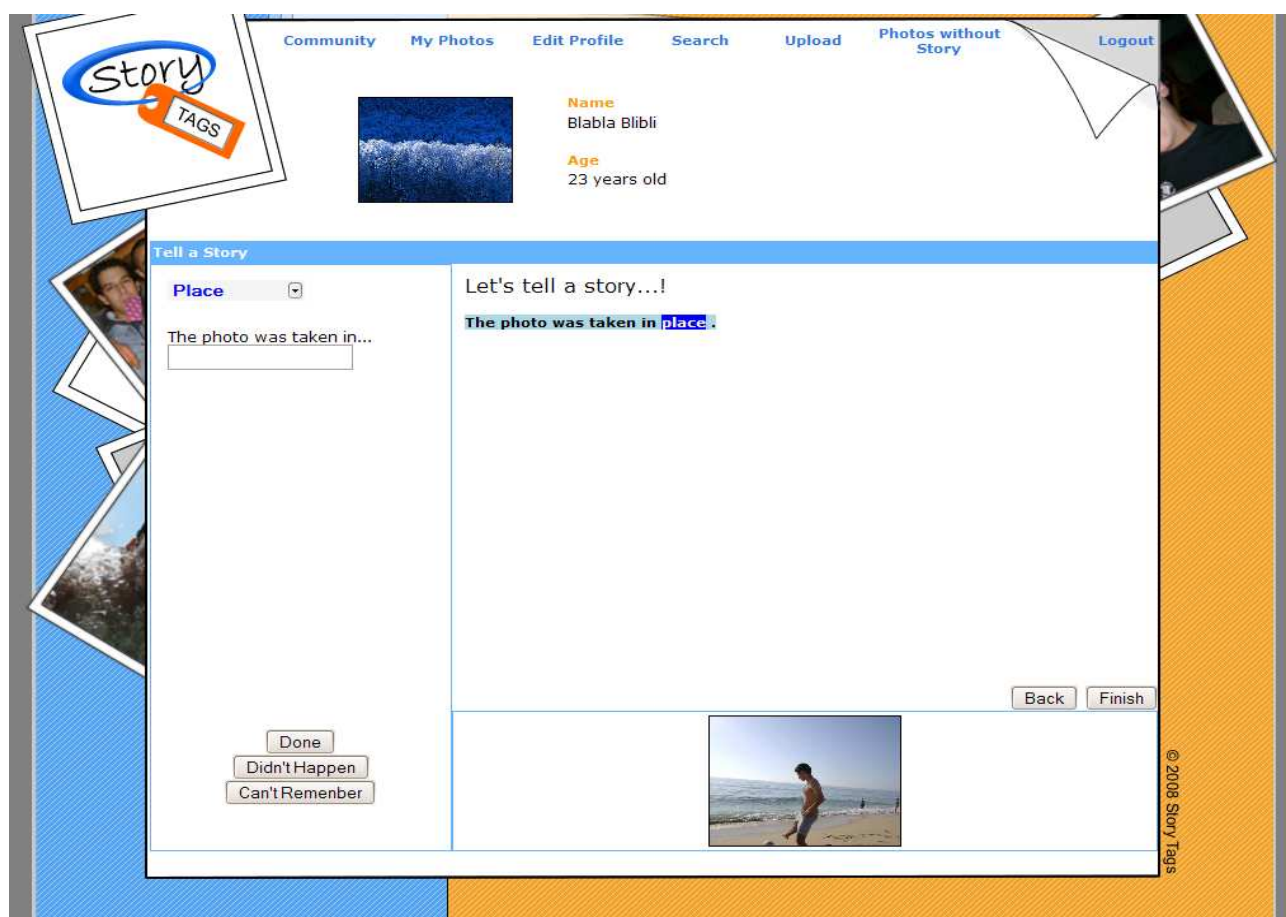 Story
TAGS
Community My Photos Edit Profile Search Upload Photos without Story Logout
Name
Blabla Blibli
Age
23 years old
Tell a Story
Place
The photo was taken in...
Let's tell a story...!
The photo was taken in place .
Back Finish
Done
Didn't Happen
Can't Remenber
© 2008 Story Tags